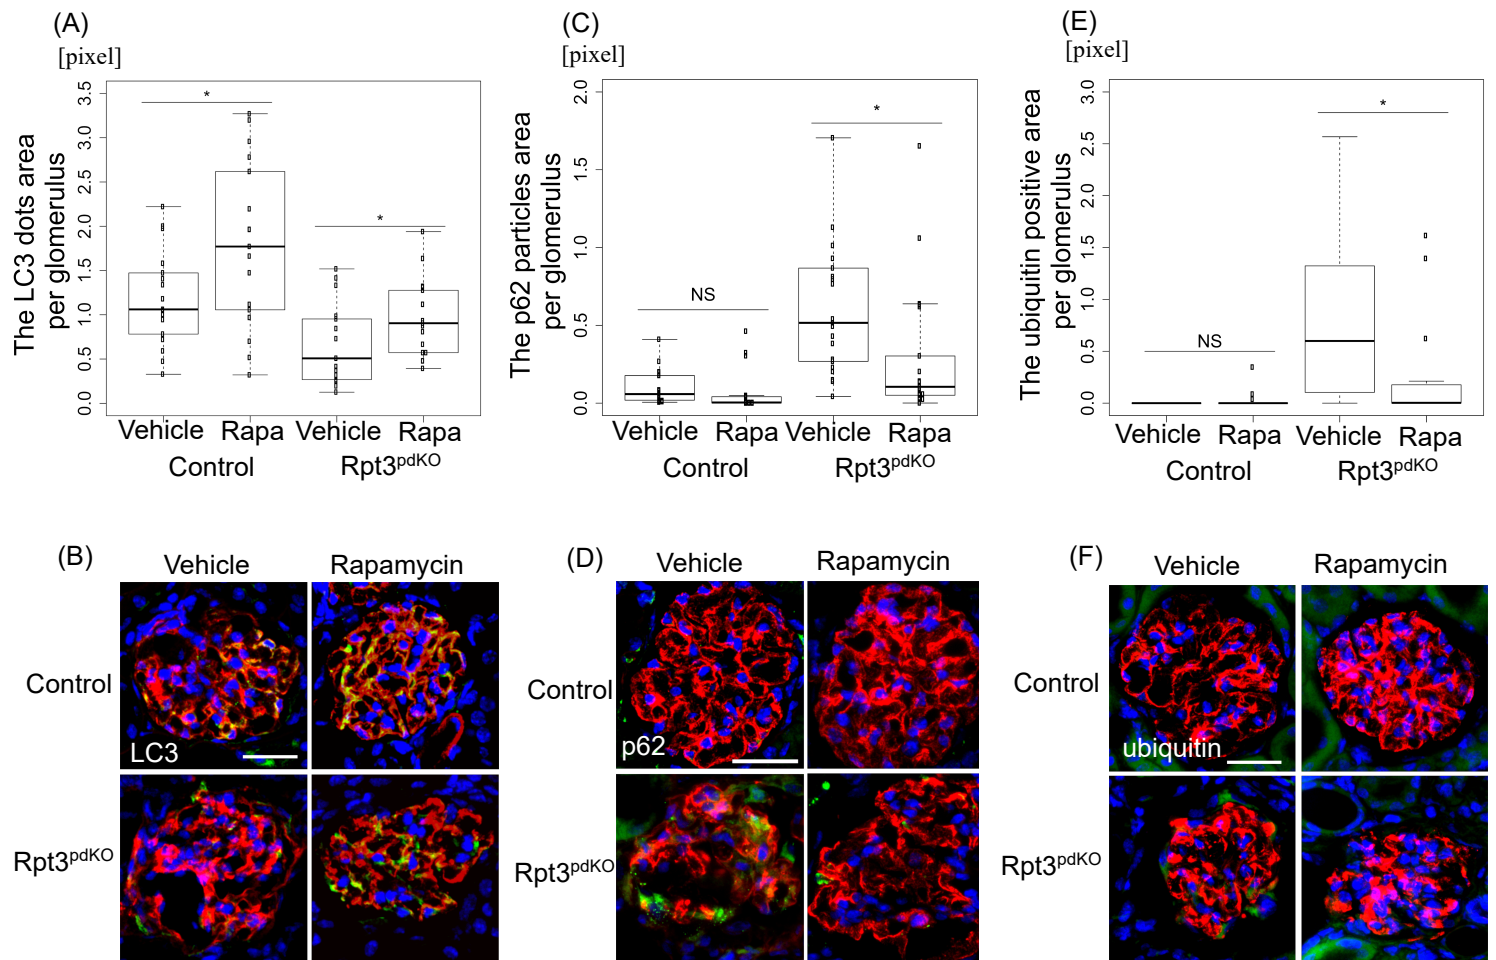 (A)
[pixel]
The LC3 dots area
per glomerulus
3.5
3.0
2.5
2.0
1.5
1.0
0.5
0.0
*
*
Vehicle Rapa Vehicle Rapa
Control Rpt3pdKO
(C)
[pixel]
The p62 particles area
per glomerulus
2.0
1.5
1.0
0.5
0.0
NS
*
Vehicle Rapa Vehicle Rapa
Control Rpt3pdKO
(E)
[pixel]
The ubiquitin positive area
per glomerulus
3.0
2.5
2.0
1.5
1.0
0.5
0.0
NS
*
Vehicle Rapa Vehicle Rapa
Control Rpt3pdKO
(B)
Vehicle Rapamycin
Control
LC3
Rpt3pdKO
(D)
Vehicle Rapamycin
Control
p62
Rpt3pdKO
(F)
Vehicle Rapamycin
Control
ubiquitin
Rpt3pdKO